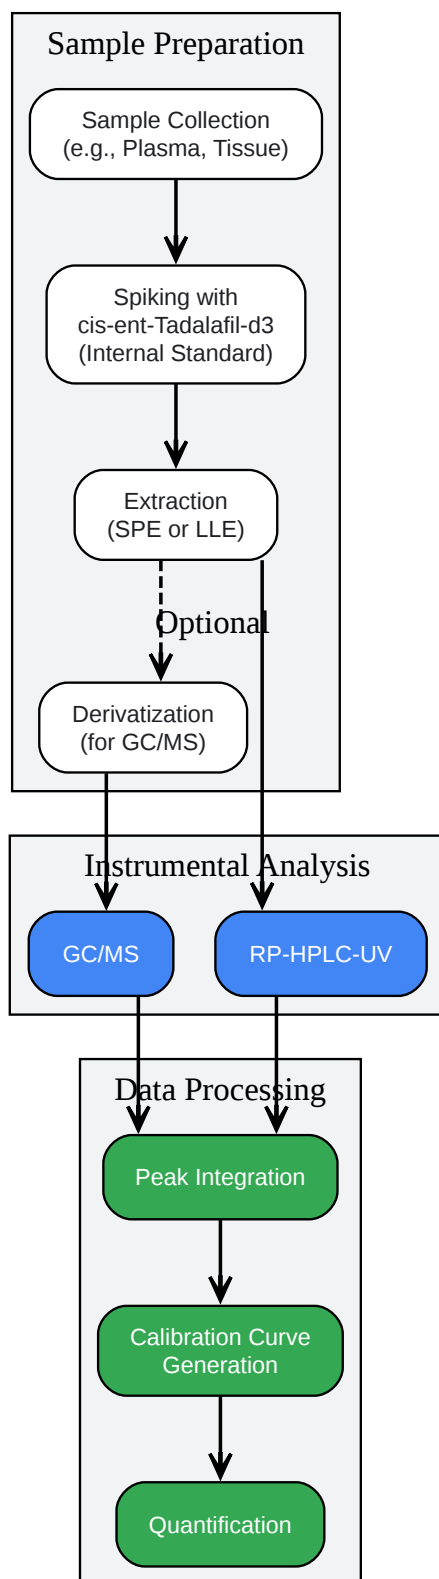 Sample Preparation
Sample Collection
(e.g., Plasma, Tissue)
Spiking with
cis-ent-Tadalafil-d3
(Internal Standard)
Extraction
(SPE or LLE)
Optional
Derivatization
(for GC/MS)
Instrumental Analysis
GC/MS
RP-HPLC-UV
Data Processing
Peak Integration
Calibration Curve
Generation
Quantification